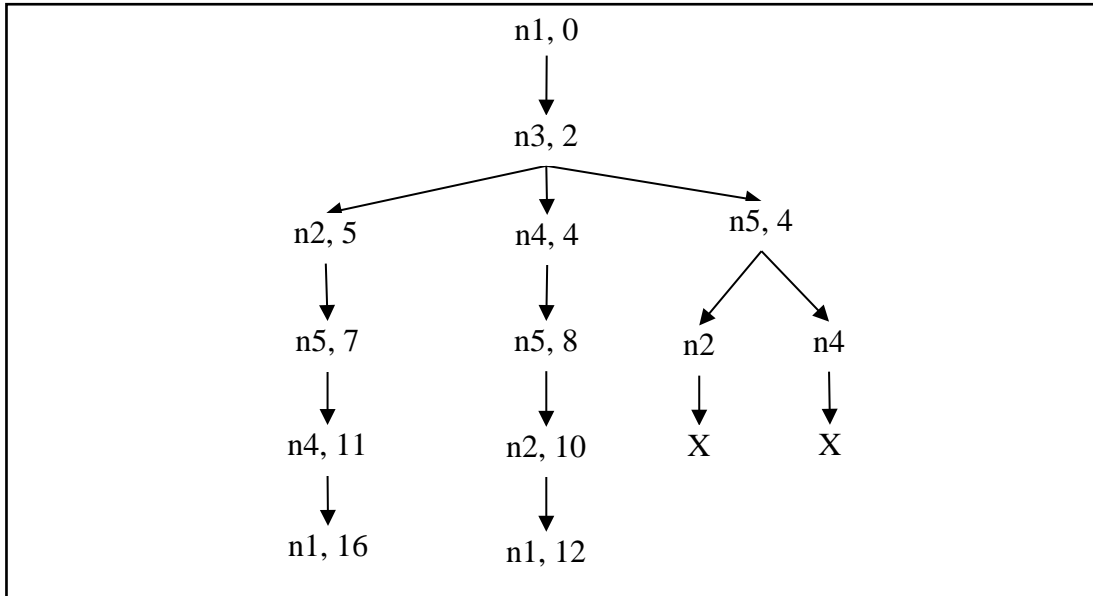 n1, 0
n3, 2
n2, 5
n4, 4
n5, 4
n5, 7
n5, 8
n2
n4
n4, 11
n2, 10
X
X
n1, 16
n1, 12